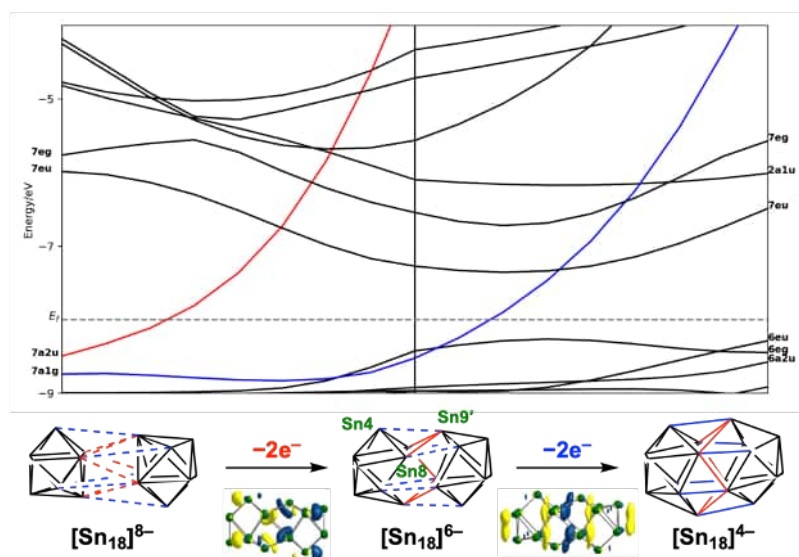 −5
7eg
7eg
2a1u
7eu
Energy/eV
7eu
−7
Ef
6eu
7a2u
6eg
6a2u
7a1g
−9
Sn4
Sn9'
−2e⁻
Sn8
−2e⁻
[Sn₁₈]⁸⁻
[Sn₁₈]⁶⁻
[Sn₁₈]⁴⁻